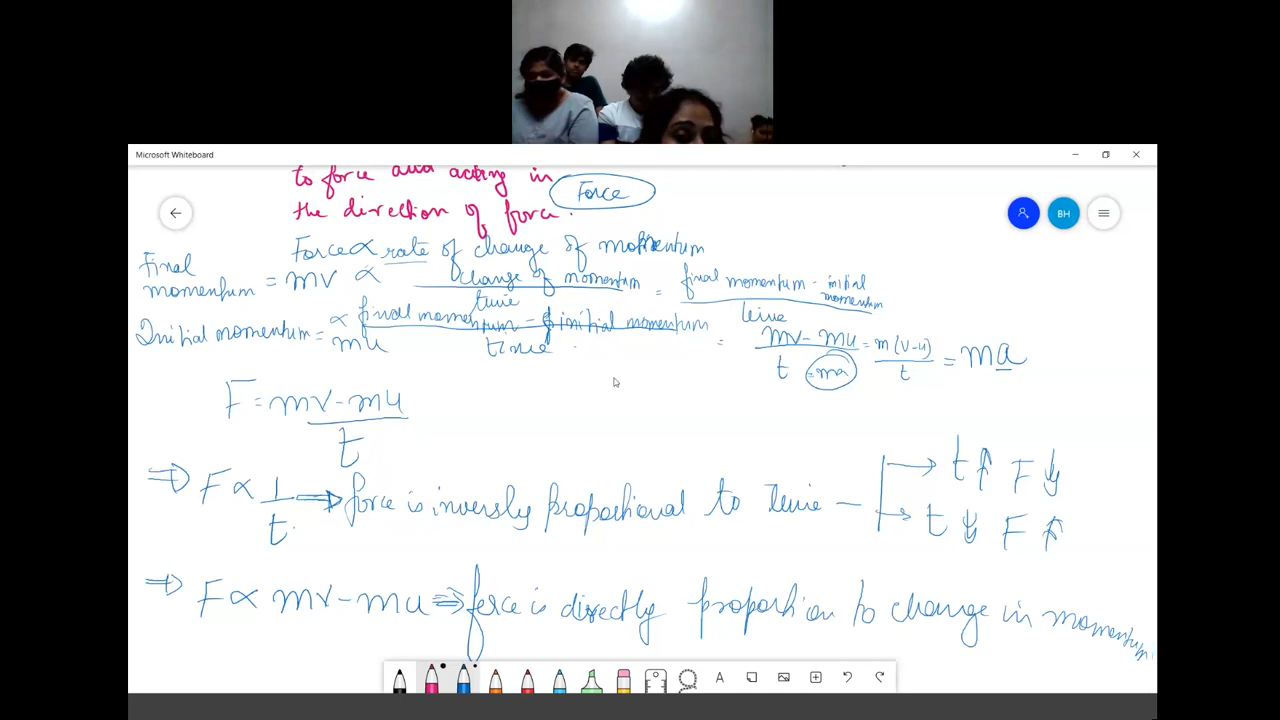 Microsoft Whiteboard
to force and acting in
the direction of force.
Force
BH
Force ∝ rate of change of momentum
Final momentum = mv ∝ change of momentum / time = final momentum - initial momentum / time
Initial momentum = mu ∝ final momentum - initial momentum / time = mv - mu / t = m(v-u) / t = ma
= ma
F = mv - mu / t
⇒ F ∝ 1/t. ⇒ force is inversly proportional to time — → t↑ F↓
→ t↓ F↑
⇒ F ∝ mv - mu ⇒ force is directly proportion to change in momentum
A